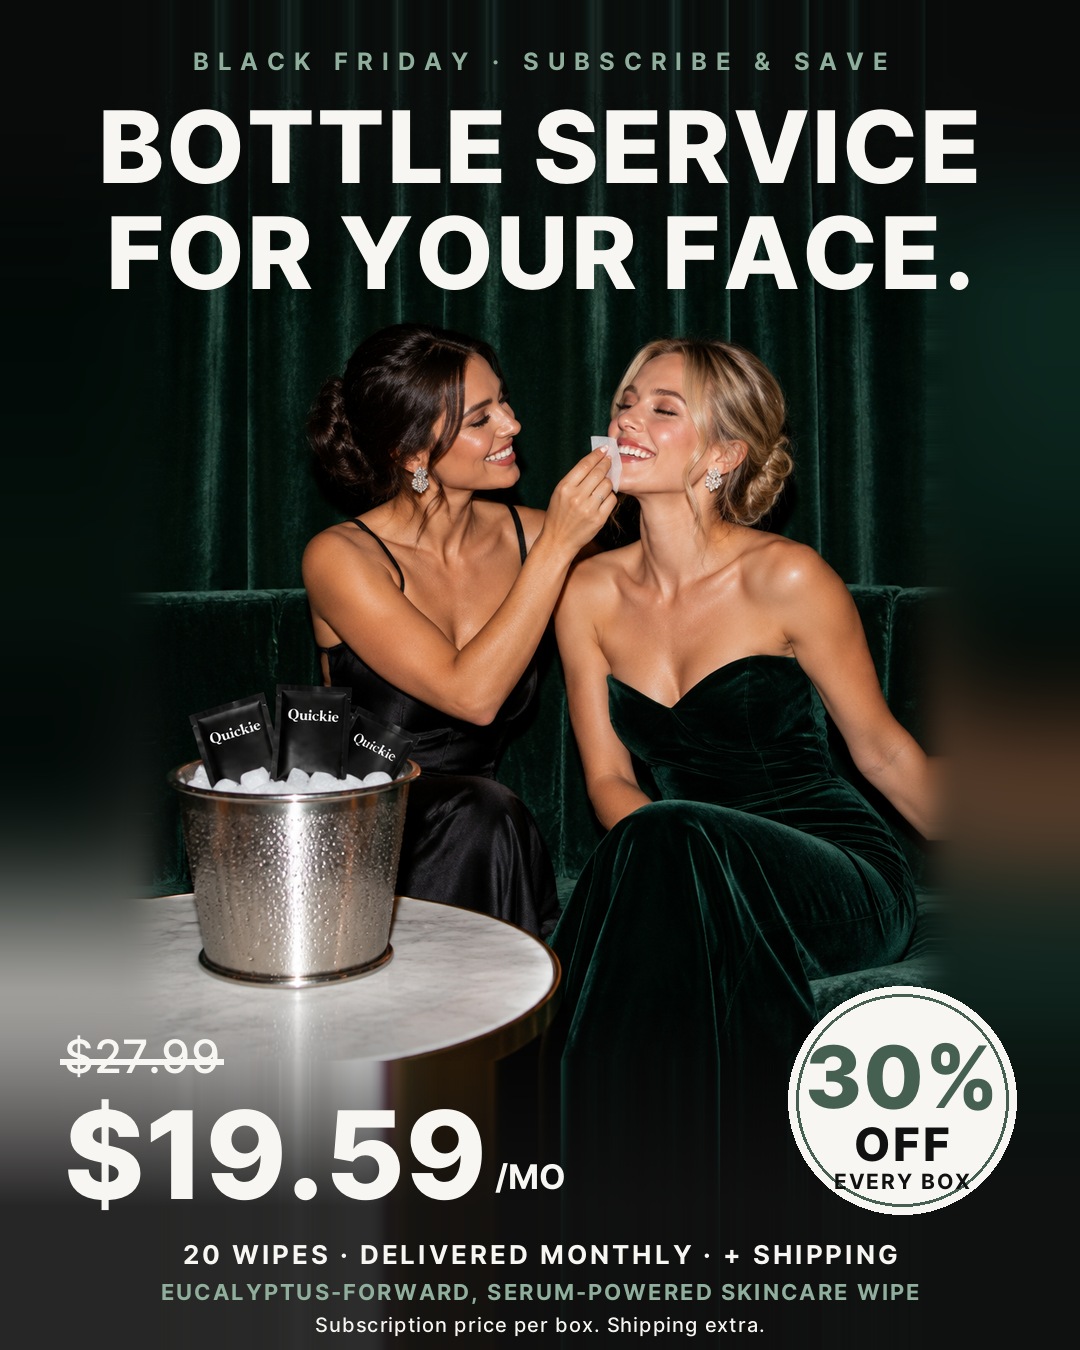 BLACK FRIDAY · SUBSCRIBE & SAVE
BOTTLE SERVICE
FOR YOUR FACE.
Quickie
Quickie
Quickie
$27.99
$19.59 /MO
30%
OFF
EVERY BOX
20 WIPES · DELIVERED MONTHLY · + SHIPPING
EUCALYPTUS-FORWARD, SERUM-POWERED SKINCARE WIPE
Subscription price per box. Shipping extra.